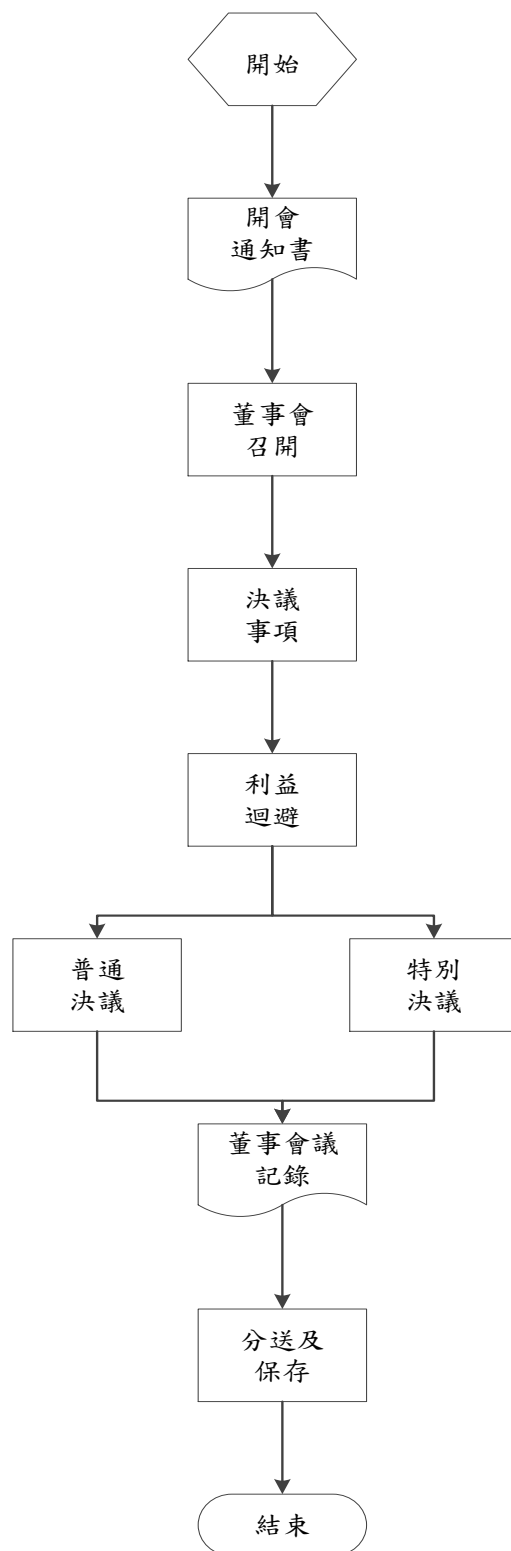 開始
開會
通知書
董事會
召開
決議
事項
利益
迴避
普通
決議
特別
決議
董事會議
記錄
分送及
保存
結束